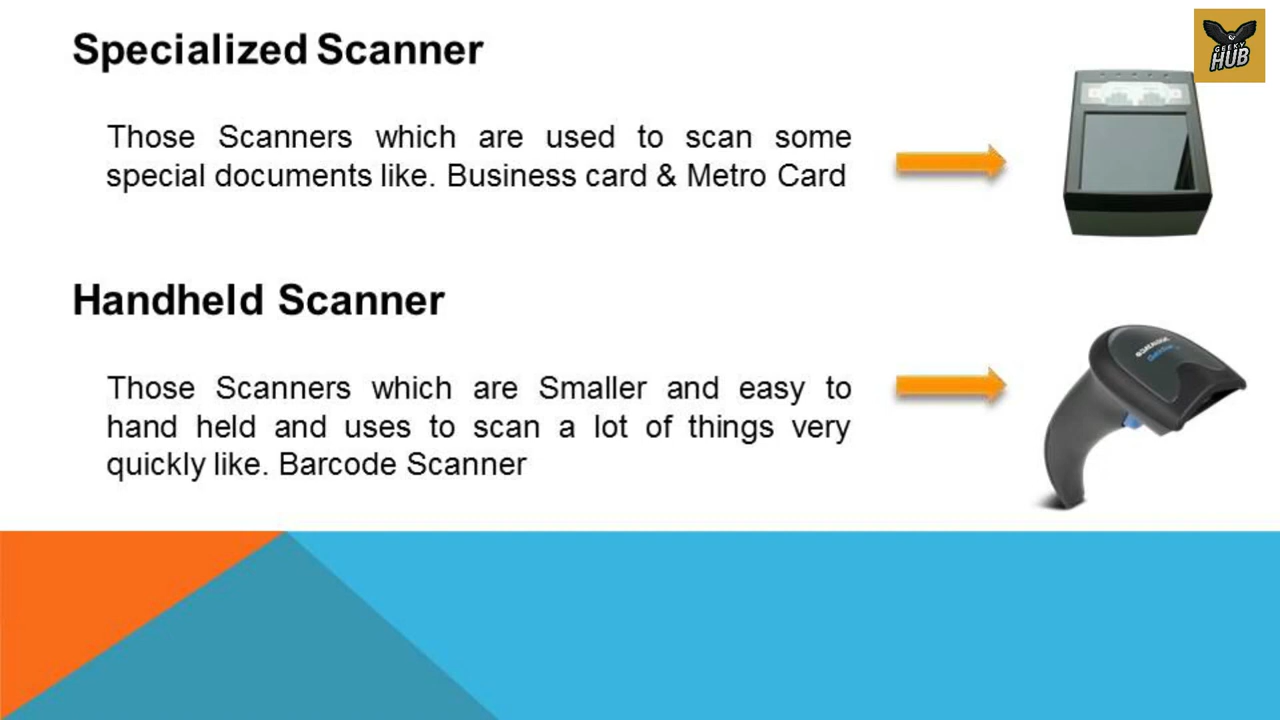 Specialized Scanner
GEEKY
HUB
Those Scanners which are used to scan some
special documents like. Business card & Metro Card
Handheld Scanner
Those Scanners which are Smaller and easy to
hand held and uses to scan a lot of things very
quickly like. Barcode Scanner